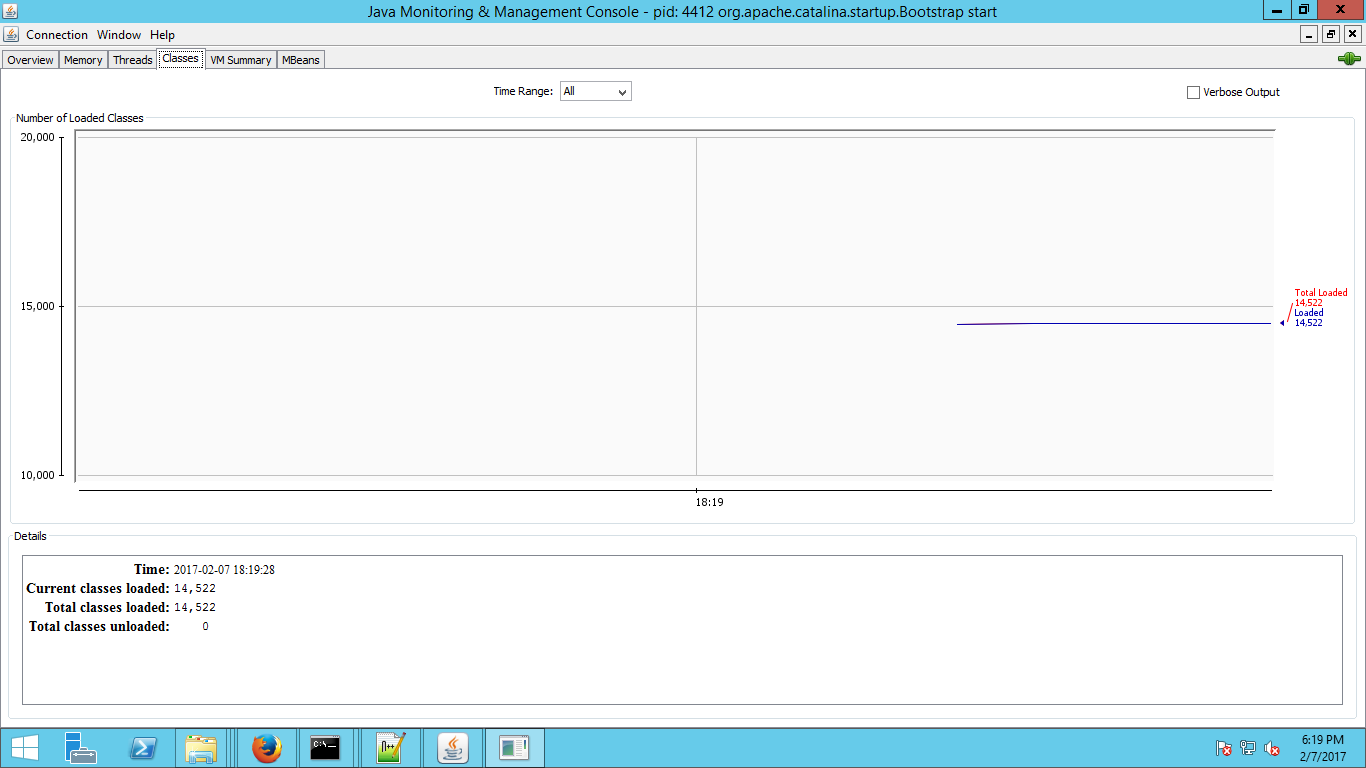 Java Monitoring & Management Console - pid: 4412 org.apache.catalina.startup.Bootstrap start
Connection Window Help
Overview Memory Threads Classes VM Summary MBeans
Time Range: All Verbose Output
Number of Loaded Classes
20,000
15,000
10,000
Total Loaded
14,522
Loaded
14,522
18:19
Details
Time: 2017-02-07 18:19:28
Current classes loaded: 14,522
Total classes loaded: 14,522
Total classes unloaded: 0
6:19 PM
2/7/2017